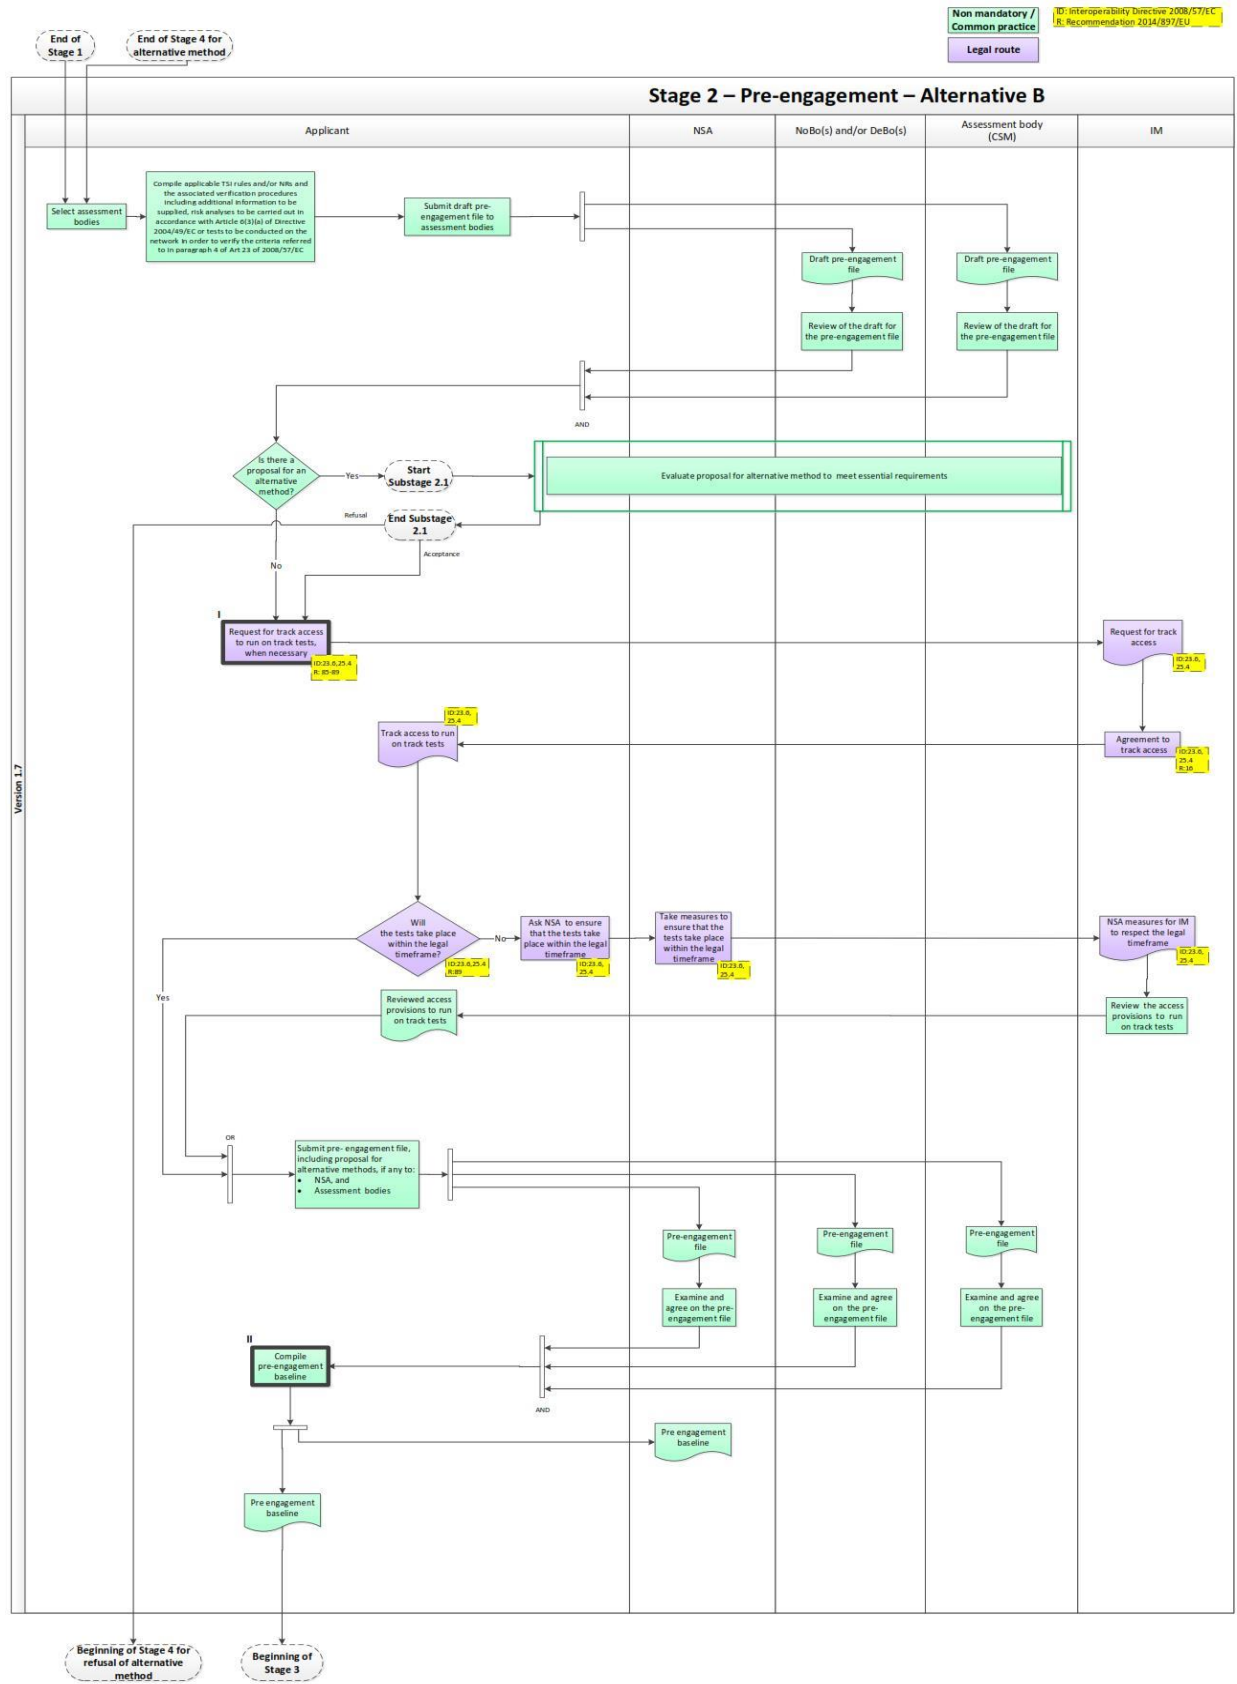 Non mandatory /
Common practice
ID: Interoperability Directive 2008/57/EC
R: Recommendation 2014/897/EU
Legal route
End of
Stage 1
End of Stage 4 for
alternative method
Stage 2 – Pre-engagement – Alternative B
Applicant
NSA
NoBo(s) and/or DeBo(s)
Assessment body
(CSM)
IM
Version 1.7
Select assessment
bodies
Compile applicable TSI rules and/or NRs and
the associated verification procedures
including additional information to be
supplied, risk analyses to be carried out in
accordance with Article 6(3)(a) of Directive
2004/49/EC or tests to be conducted on the
network in order to verify the criteria referred
to in paragraph 4 of Art 23 of 2008/57/EC
Submit draft pre-
engagement file to
assessment bodies
Draft pre-engagement
file
Draft pre-engagement
file
Review of the draft for
the pre-engagement file
Review of the draft for
the pre-engagement file
AND
Is there a
proposal for an
alternative
method?
Yes
Start
Substage 2.1
Evaluate proposal for alternative method to meet essential requirements
Refusal
End Substage
2.1
Acceptance
No
I
Request for track access
to run on track tests,
when necessary
ID:23.6,25.4
R: 85-89
Request for track
access
ID:23.6,
25.4
ID:23.6,
25.4
Track access to run
on track tests
Agreement to
track access
ID:23.6,
25.4
R:16
Will
the tests take place
within the legal
timeframe?
ID:23.6,25.4
R:89
No
Ask NSA to ensure
that the tests take
place within the legal
timeframe
ID:23.6,
25.4
Take measures to
ensure that the
tests take place
within the legal
timeframe
ID:23.6,
25.4
NSA measures for IM
to respect the legal
timeframe
ID:23.6,
25.4
Yes
Reviewed access
provisions to run
on track tests
Review the access
provisions to run
on track tests
OR
Submit pre- engagement file,
including proposal for
alternative methods, if any to:
• NSA, and
• Assessment bodies
Pre-engagement
file
Pre-engagement
file
Pre-engagement
file
Examine and
agree on the pre-
engagement file
Examine and agree
on the pre-
engagement file
Examine and agree
on the pre-
engagement file
II
Compile
pre-engagement
baseline
AND
Pre engagement
baseline
Pre engagement
baseline
Beginning of Stage 4 for
refusal of alternative
method
Beginning of
Stage 3